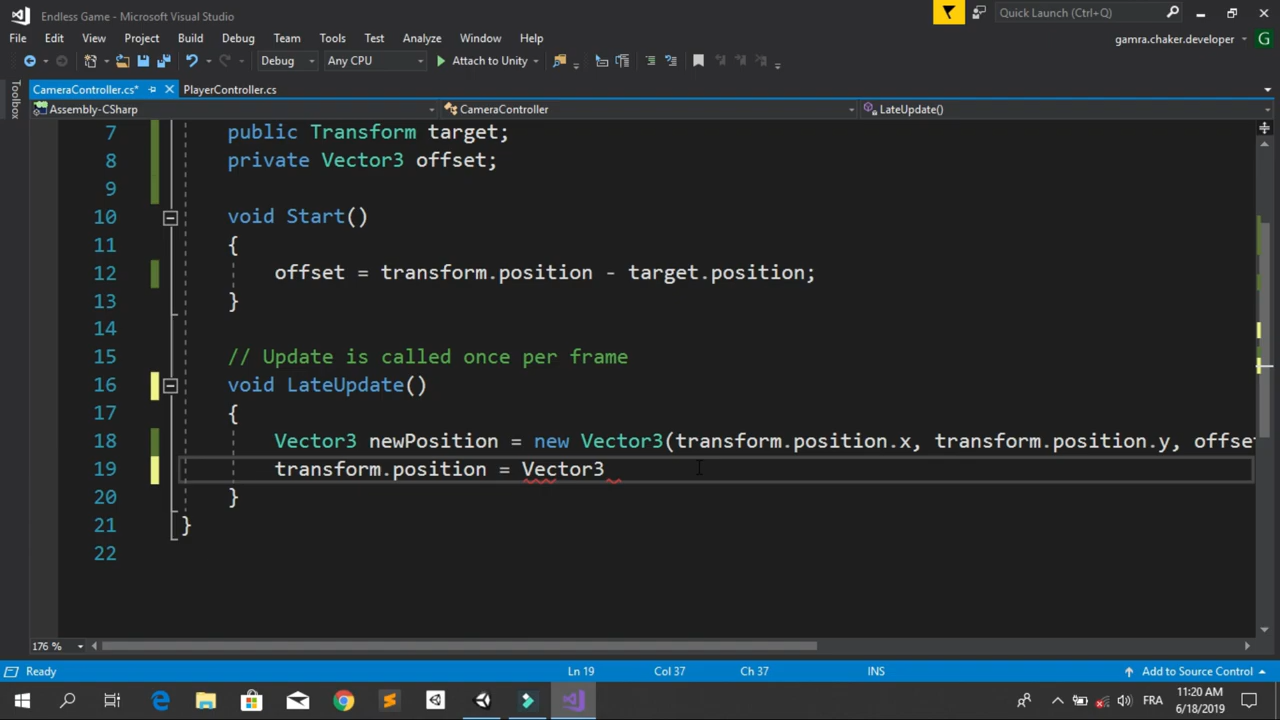 Endless Game - Microsoft Visual Studio
Quick Launch (Ctrl+Q)
File Edit View Project Build Debug Team Tools Test Analyze Window Help
gamra.chaker.developer G
Debug Any CPU Attach to Unity
Toolbox
CameraController.cs* PlayerController.cs
Assembly-CSharp CameraController LateUpdate()
7 public Transform target;
8 private Vector3 offset;
9
10 void Start()
11 {
12 offset = transform.position - target.position;
13 }
14
15 // Update is called once per frame
16 void LateUpdate()
17 {
18 Vector3 newPosition = new Vector3(transform.position.x, transform.position.y, offse
19 transform.position = Vector3
20 }
21 }
22
176 %
Ready Ln 19 Col 37 Ch 37 INS Add to Source Control
FRA 11:20 AM
6/18/2019